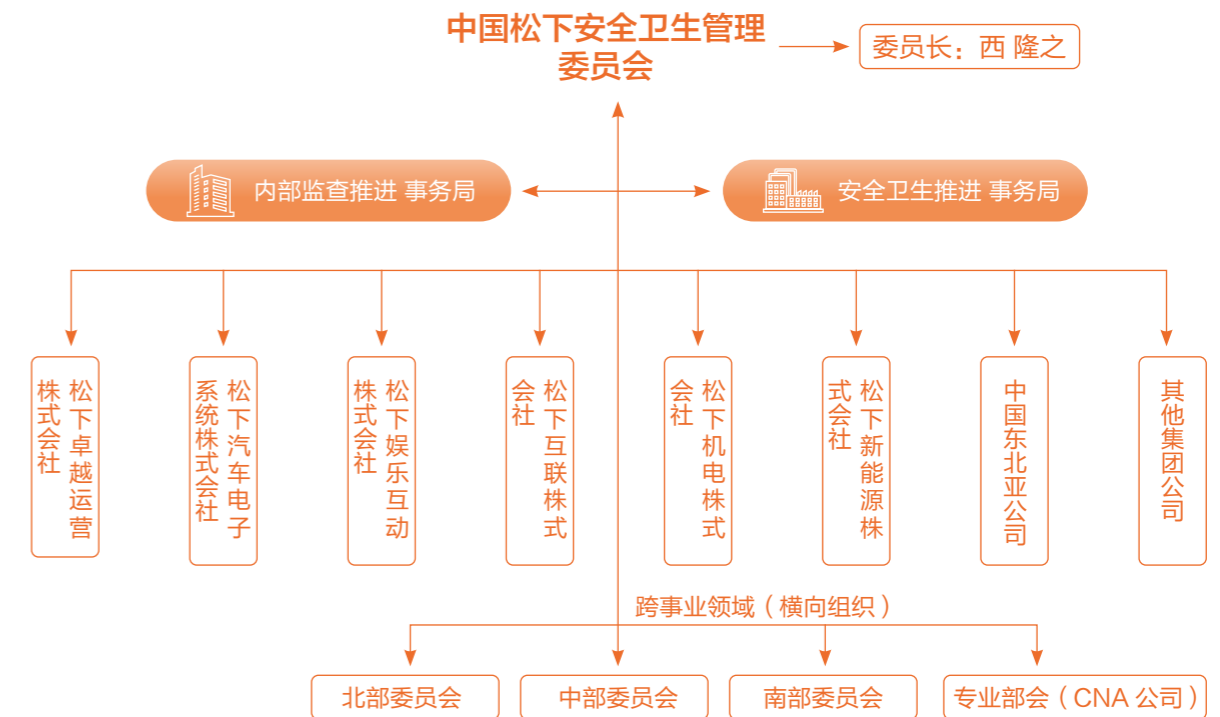 中国松下安全卫生管理
委员会
委员长：西 隆之
内部监查推进 事务局
安全卫生推进 事务局
松下卓越运营
株式会社
松下汽车电子
系统株式会社
松下娱乐互动
株式会社
松下互联株式
会社
松下机电株式
会社
松下新能源株
式会社
中国东北亚公司
其他集团公司
跨事业领域（横向组织）
北部委员会
中部委员会
南部委员会
专业部会（CNA 公司）